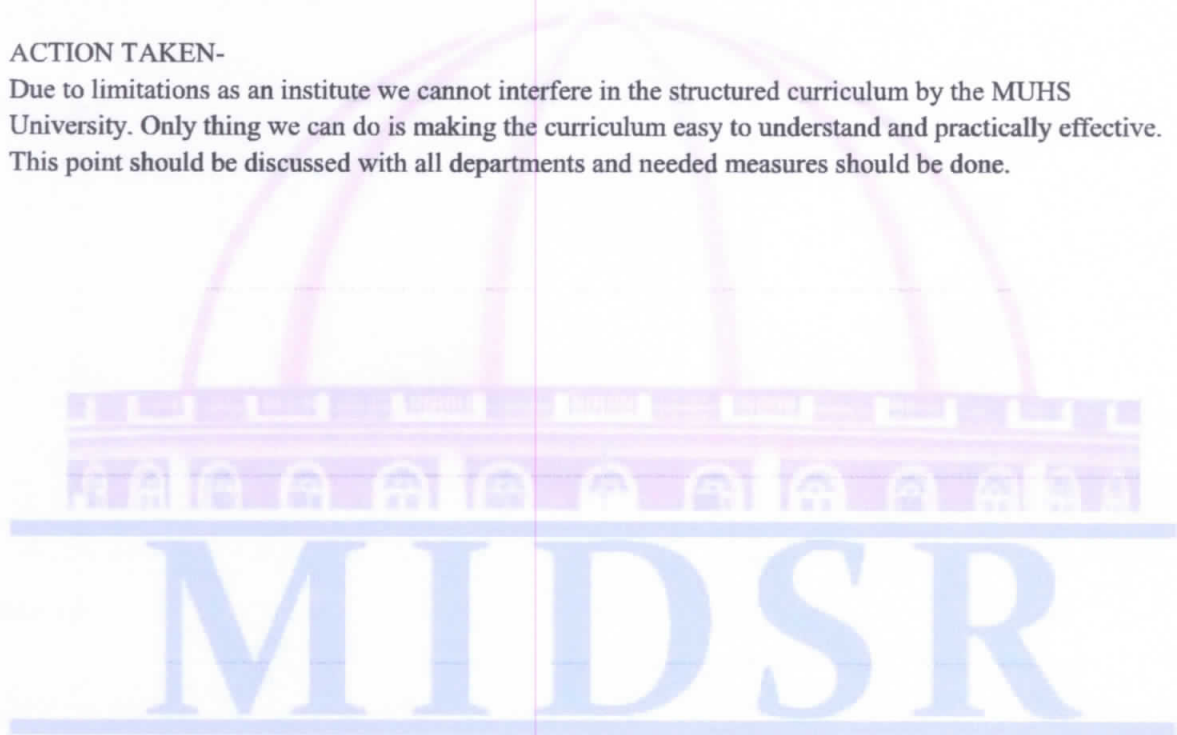 ACTION TAKEN-
Due to limitations as an institute we cannot interfere in the structured curriculum by the MUHS
University. Only thing we can do is making the curriculum easy to understand and practically effective.
This point should be discussed with all departments and needed measures should be done.
MIDSR